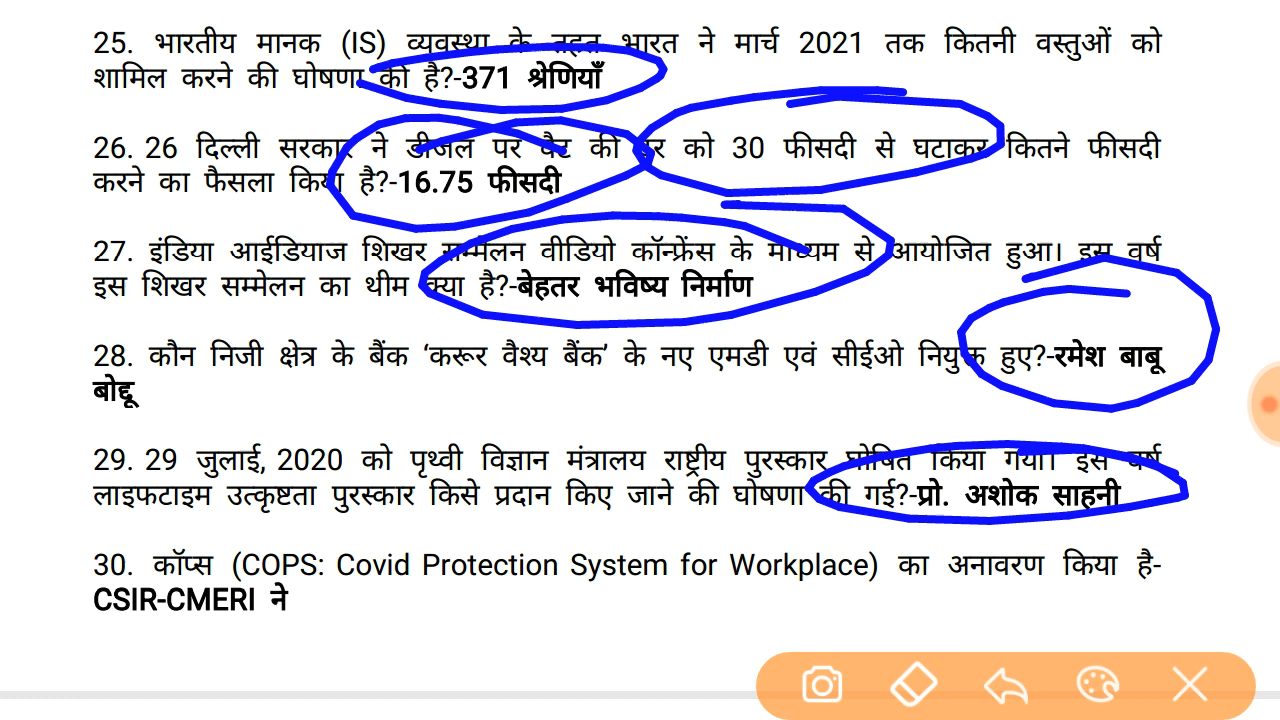 25. भारतीय मानक (IS) व्यवस्था के तहत भारत ने मार्च 2021 तक कितनी वस्तुओं को
शामिल करने की घोषणा की है?-371 श्रेणियाँ
26. 26 दिल्ली सरकार ने डीजल पर वैट की दर को 30 फीसदी से घटाकर कितने फीसदी
करने का फैसला किया है?-16.75 फीसदी
27. इंडिया आईडियाज शिखर सम्मेलन वीडियो कॉन्फ्रेंस के माध्यम से आयोजित हुआ। इस वर्ष
इस शिखर सम्मेलन का थीम क्या है?-बेहतर भविष्य निर्माण
28. कौन निजी क्षेत्र के बैंक ‘करूर वैश्य बैंक’ के नए एमडी एवं सीईओ नियुक्त हुए?-रमेश बाबू
बोद्दू
29. 29 जुलाई, 2020 को पृथ्वी विज्ञान मंत्रालय राष्ट्रीय पुरस्कार घोषित किया गया। इस वर्ष
लाइफटाइम उत्कृष्टता पुरस्कार किसे प्रदान किए जाने की घोषणा की गई?-प्रो. अशोक साहनी
30. कॉप्स (COPS: Covid Protection System for Workplace) का अनावरण किया है-
CSIR-CMERI ने